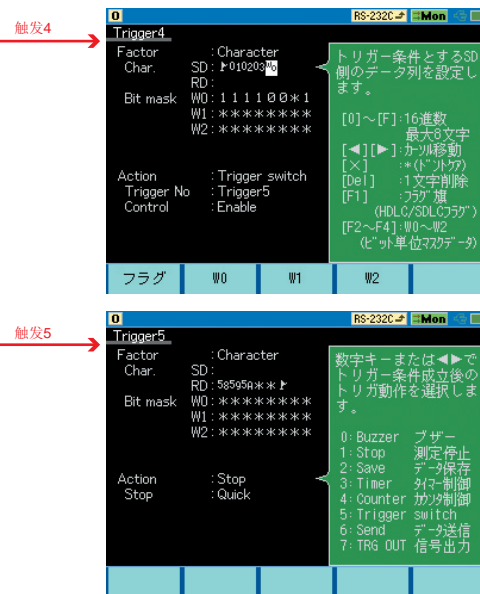 触发4
0 RS-232C Mon
Trigger4
Factor :Character
Char. SD:010203W0
RD:
Bit mask W0:111100*1
W1:********
W2:********
Action :Trigger switch
Trigger No :Trigger5
Control :Enable
トリガー条件とするSD
側のデータ列を設定し
ます。
[0]～[F]:16進数
最大8文字
[◀][▶]:カーソル移動
[×] :*(ドントケア)
[Del] :1文字削除
[F1] :フラグ旗
(HDLC/SDLCフラグ)
[F2～F4]:W0～W2
(ビット単位マスクデータ)
フラグ W0 W1 W2
触发5
0 RS-232C Mon
Trigger5
Factor :Character
Char. SD:
RD:58595A**
Bit mask W0:********
W1:********
W2:********
Action :Stop
Stop :Quick
数字キーまたは◀▶で
トリガー条件成立後の
トリガ動作を選択しま
す。
0:Buzzer ブザー
1:Stop 測定停止
2:Save データ保存
3:Timer タイマー制御
4:Counter カウンタ制御
5:Trigger switch
6:Send データ送信
7:TRG OUT 信号出力